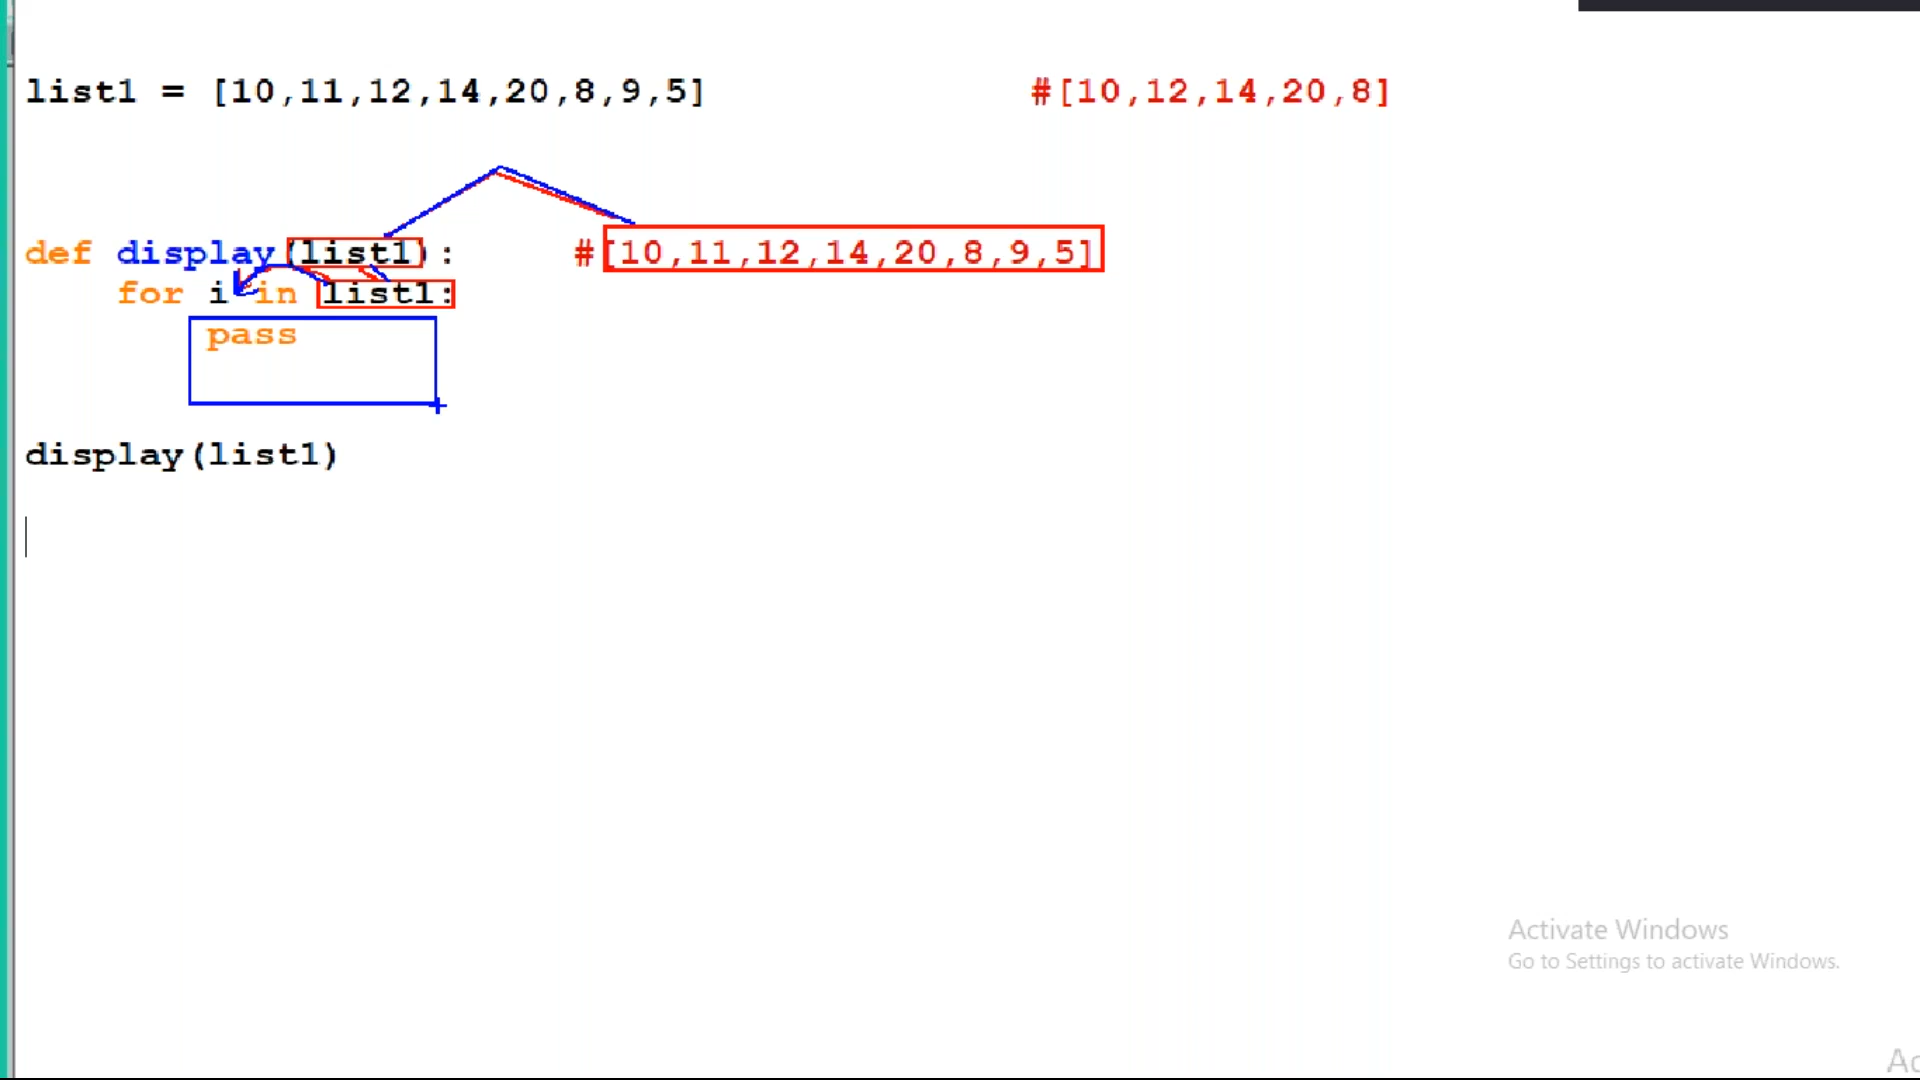 list1 = [10,11,12,14,20,8,9,5] #[10,12,14,20,8]
def display(list1): #[10,11,12,14,20,8,9,5]
for i in list1:
pass
display(list1)
Activate Windows
Go to Settings to activate Windows.